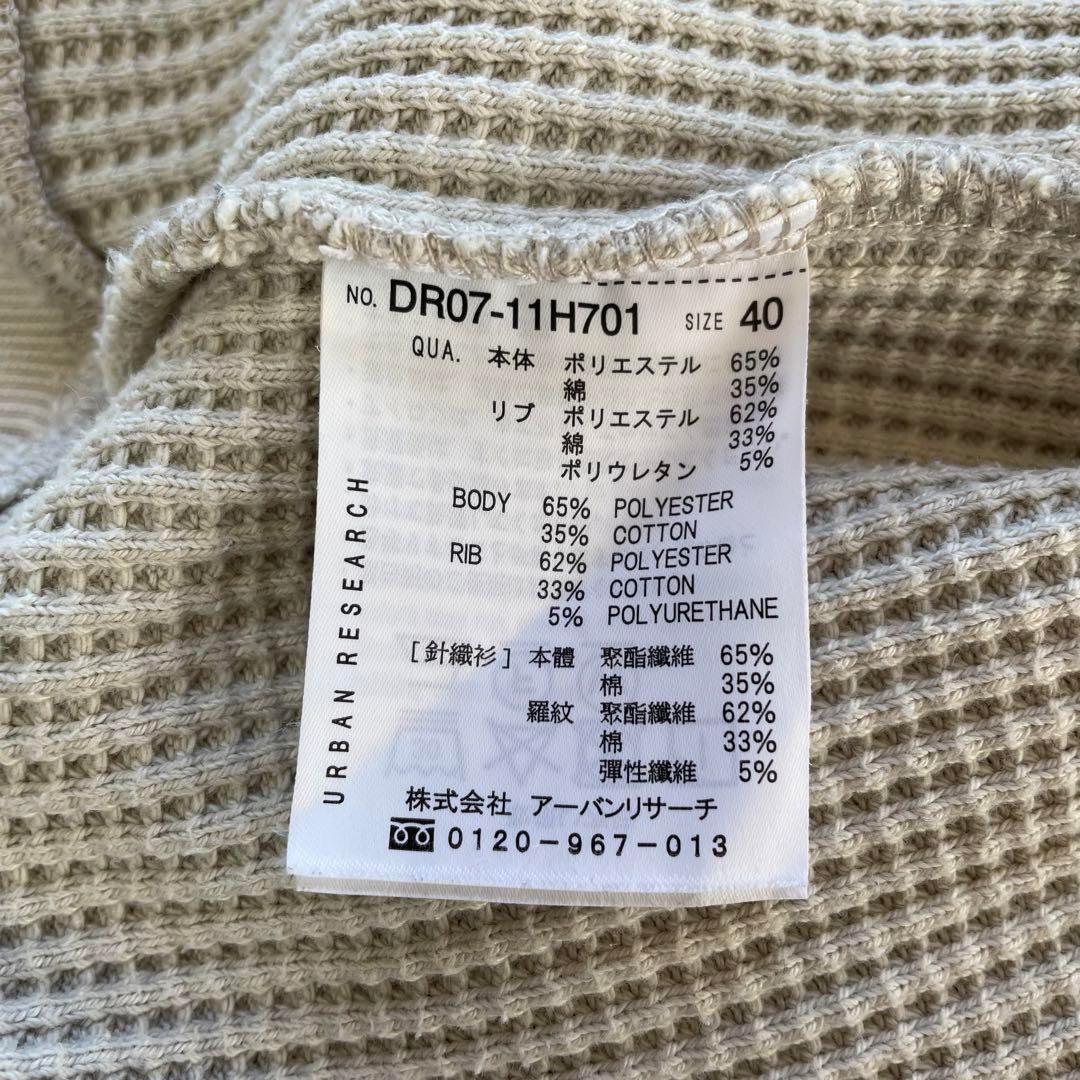 NO. DR07-11H701 SIZE 40
QUA. 本体 ポリエステル 65%
綿 35%
リブ ポリエステル 62%
綿 33%
ポリウレタン 5%
BODY 65% POLYESTER
35% COTTON
RIB 62% POLYESTER
33% COTTON
5% POLYURETHANE
[針織衫] 本體 聚酯纖維 65%
棉 35%
羅紋 聚酯纖維 62%
棉 33%
彈性纖維 5%
株式会社 アーバンリサーチ
0120-967-013
URBAN RESEARCH